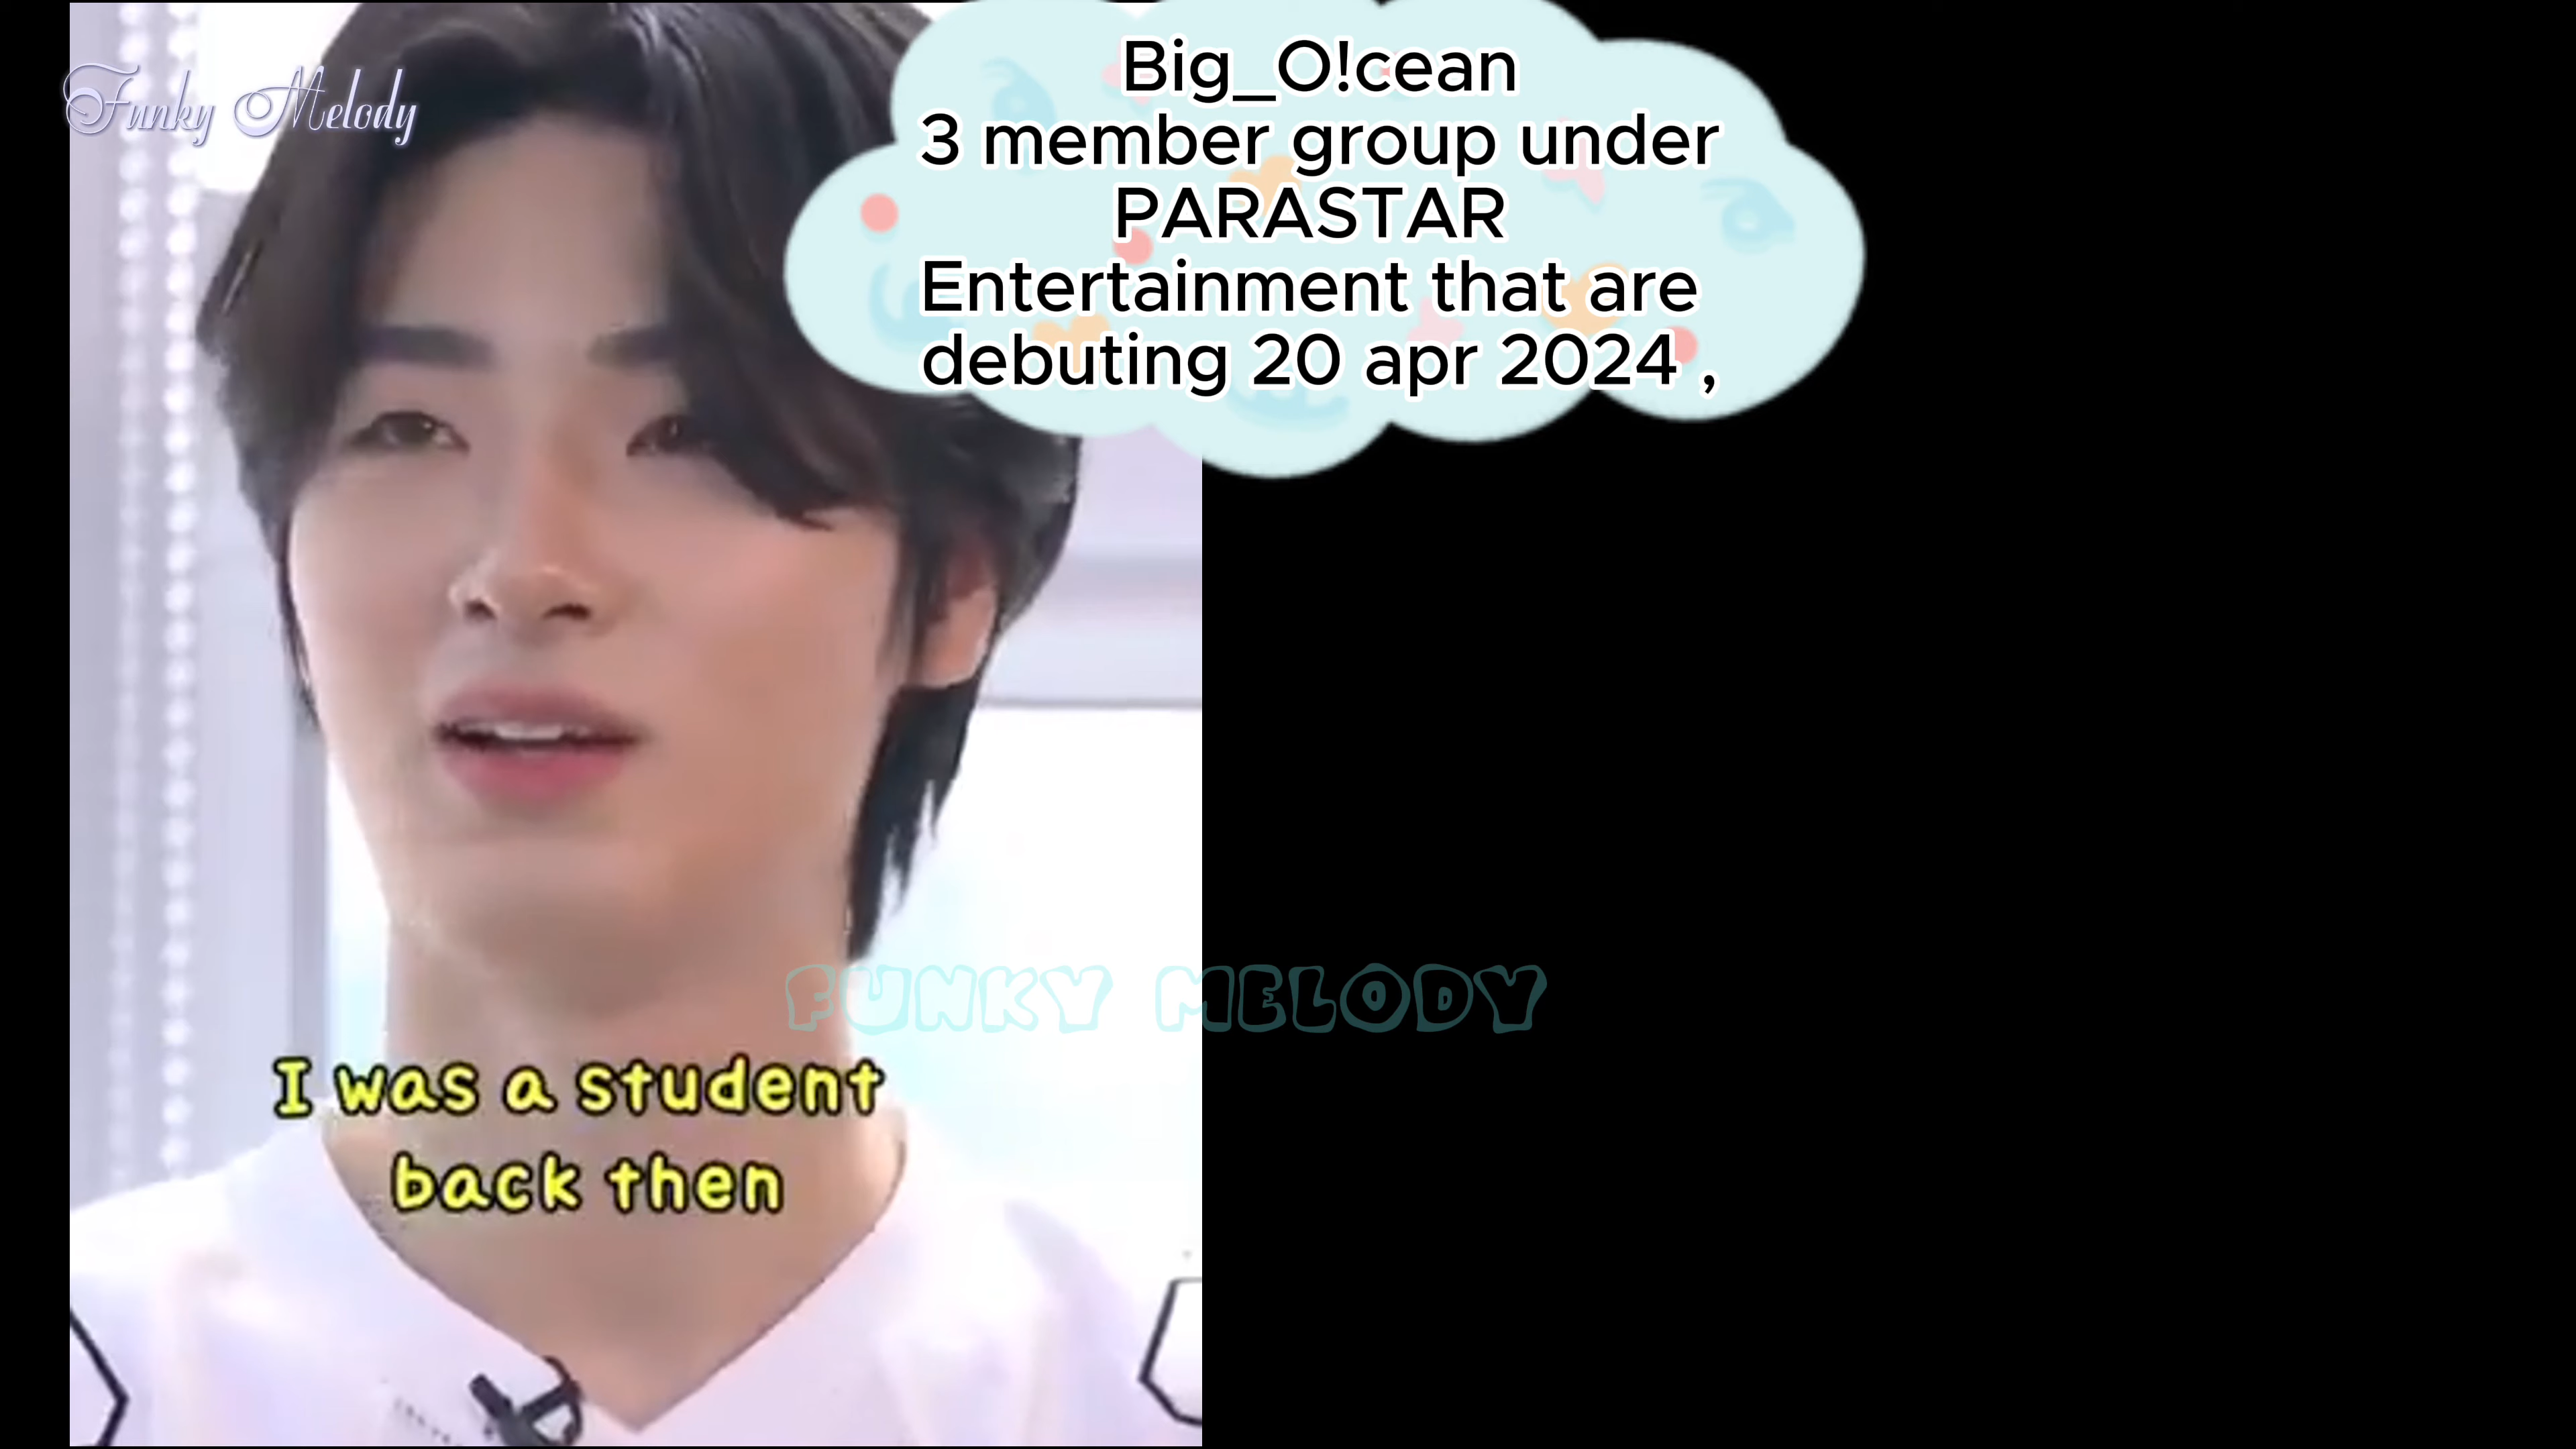 Funky Melody
Big_O!cean
3 member group under
PARASTAR
Entertainment that are
debuting 20 apr 2024 ,
FUNKY MELODY
I was a student
back then